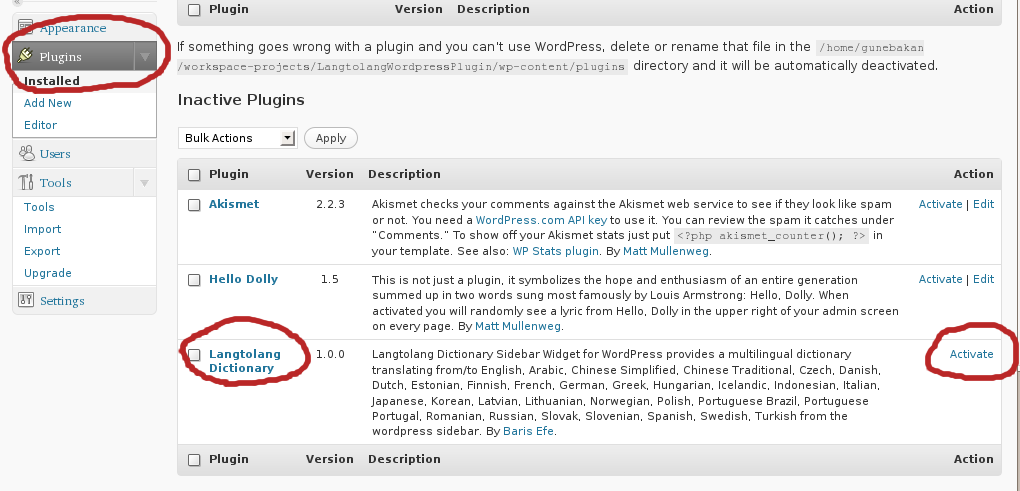 Appearance
Plugins
Installed
Add New
Editor
Users
Tools
Tools
Import
Export
Upgrade
Settings
Plugin Version Description Action
If something goes wrong with a plugin and you can't use WordPress, delete or rename that file in the /home/gunebakan
/workspace-projects/LangtolangWordpressPlugin/wp-content/plugins directory and it will be automatically deactivated.
Inactive Plugins
Bulk Actions Apply
Plugin Version Description Action
Akismet 2.2.3 Akismet checks your comments against the Akismet web service to see if they look like spam Activate | Edit
or not. You need a WordPress.com API key to use it. You can review the spam it catches under
"Comments." To show off your Akismet stats just put <?php akismet_counter(); ?> in
your template. See also: WP Stats plugin. By Matt Mullenweg.
Hello Dolly 1.5 This is not just a plugin, it symbolizes the hope and enthusiasm of an entire generation Activate | Edit
summed up in two words sung most famously by Louis Armstrong: Hello, Dolly. When
activated you will randomly see a lyric from Hello, Dolly in the upper right of your admin screen
on every page. By Matt Mullenweg.
Langtolang 1.0.0 Langtolang Dictionary Sidebar Widget for WordPress provides a multilingual dictionary Activate
Dictionary translating from/to English, Arabic, Chinese Simplified, Chinese Traditional, Czech, Danish,
Dutch, Estonian, Finnish, French, German, Greek, Hungarian, Icelandic, Indonesian, Italian,
Japanese, Korean, Latvian, Lithuanian, Norwegian, Polish, Portuguese Brazil, Portuguese
Portugal, Romanian, Russian, Slovak, Slovenian, Spanish, Swedish, Turkish from the
wordpress sidebar. By Baris Efe.
Plugin Version Description Action